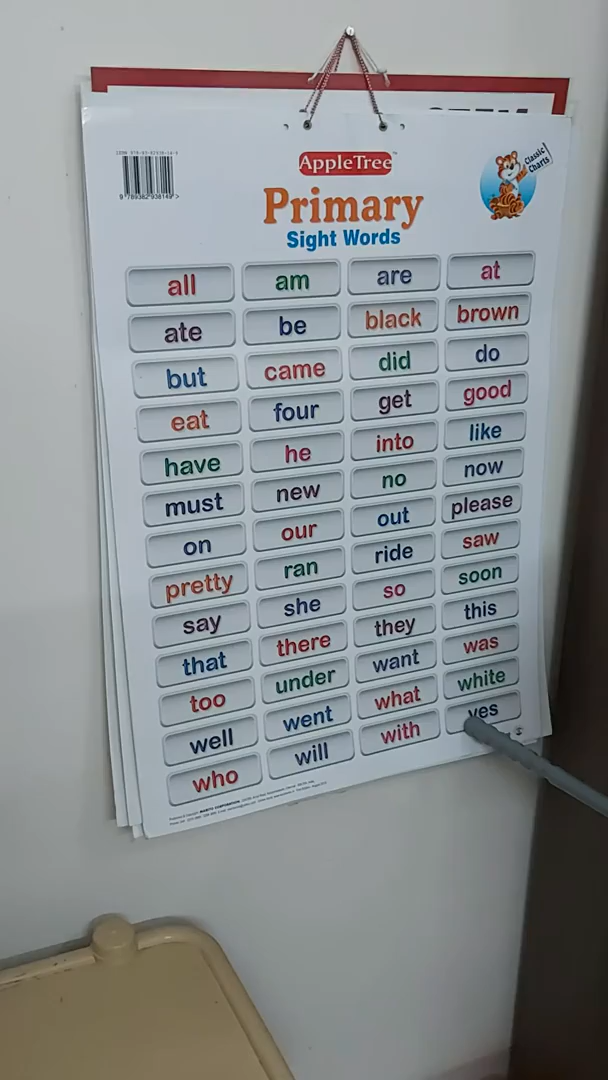 AppleTree
Classic Charts
Primary
Sight Words
all am are at
ate be black brown
but came did do
eat four get good
have he into like
must new no now
on our out please
pretty ran ride saw
say she so soon
that there they this
too under want was
well went what white
who will with yes